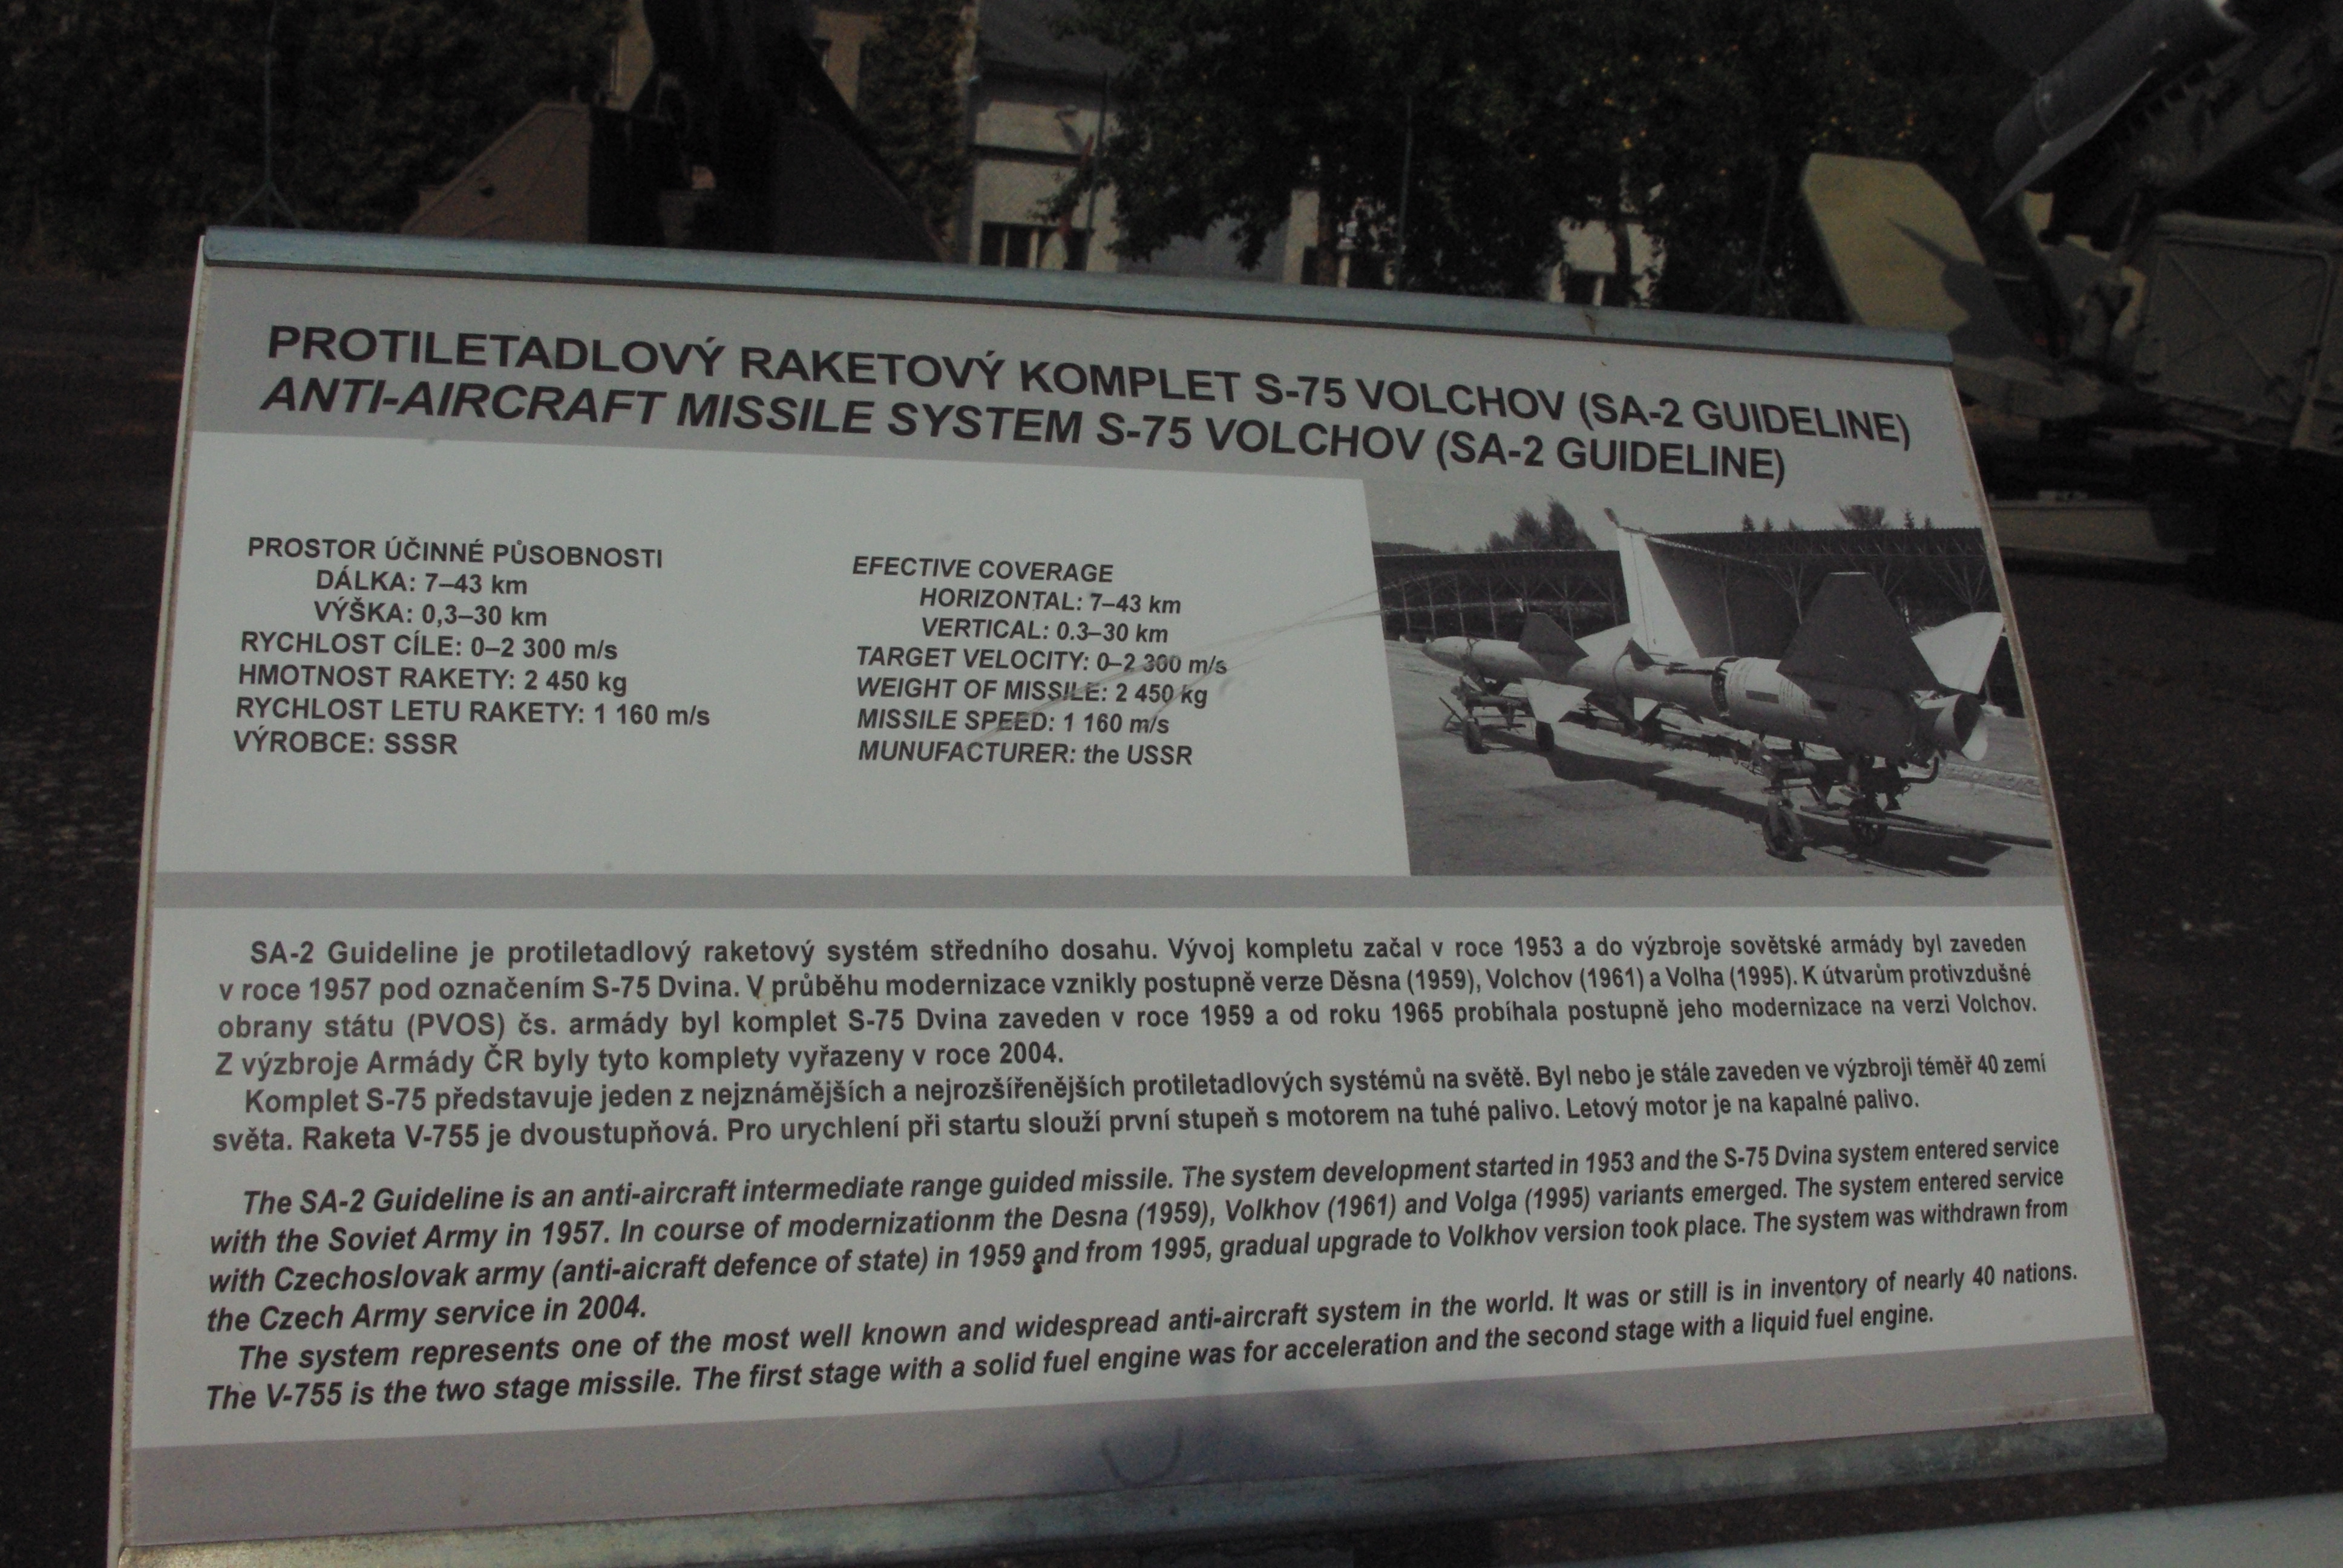 PROTILETADLOVÝ RAKETOVÝ KOMPLET S-75 VOLCHOV (SA-2 GUIDELINE)
ANTI-AIRCRAFT MISSILE SYSTEM S-75 VOLCHOV (SA-2 GUIDELINE)
PROSTOR ÚČINNÉ PŮSOBNOSTI
DÁLKA: 7–43 km
VÝŠKA: 0,3–30 km
RYCHLOST CÍLE: 0–2 300 m/s
HMOTNOST RAKETY: 2 450 kg
RYCHLOST LETU RAKETY: 1 160 m/s
VÝROBCE: SSSR
EFECTIVE COVERAGE
HORIZONTAL: 7–43 km
VERTICAL: 0.3–30 km
TARGET VELOCITY: 0–2 300 m/s
WEIGHT OF MISSILE: 2 450 kg
MISSILE SPEED: 1 160 m/s
MUNUFACTURER: the USSR
SA-2 Guideline je protiletadlový raketový systém středního dosahu. Vývoj kompletu začal v roce 1953 a do výzbroje sovětské armády byl zaveden
v roce 1957 pod označením S-75 Dvina. V průběhu modernizace vznikly postupně verze Děsna (1959), Volchov (1961) a Volha (1995). K útvarům protivzdušné
obrany státu (PVOS) čs. armády byl komplet S-75 Dvina zaveden v roce 1959 a od roku 1965 probíhala postupně jeho modernizace na verzi Volchov.
Z výzbroje Armády ČR byly tyto komplety vyřazeny v roce 2004.
Komplet S-75 představuje jeden z nejznámějších a nejrozšířenějších protiletadlových systémů na světě. Byl nebo je stále zaveden ve výzbroji téměř 40 zemí
světa. Raketa V-755 je dvoustupňová. Pro urychlení při startu slouží první stupeň s motorem na tuhé palivo. Letový motor je na kapalné palivo.
The SA-2 Guideline is an anti-aircraft intermediate range guided missile. The system development started in 1953 and the S-75 Dvina system entered service
with the Soviet Army in 1957. In course of modernizationm the Desna (1959), Volkhov (1961) and Volga (1995) variants emerged. The system entered service
with Czechoslovak army (anti-aicraft defence of state) in 1959 and from 1995, gradual upgrade to Volkhov version took place. The system was withdrawn from
the Czech Army service in 2004.
The system represents one of the most well known and widespread anti-aircraft system in the world. It was or still is in inventory of nearly 40 nations.
The V-755 is the two stage missile. The first stage with a solid fuel engine was for acceleration and the second stage with a liquid fuel engine.